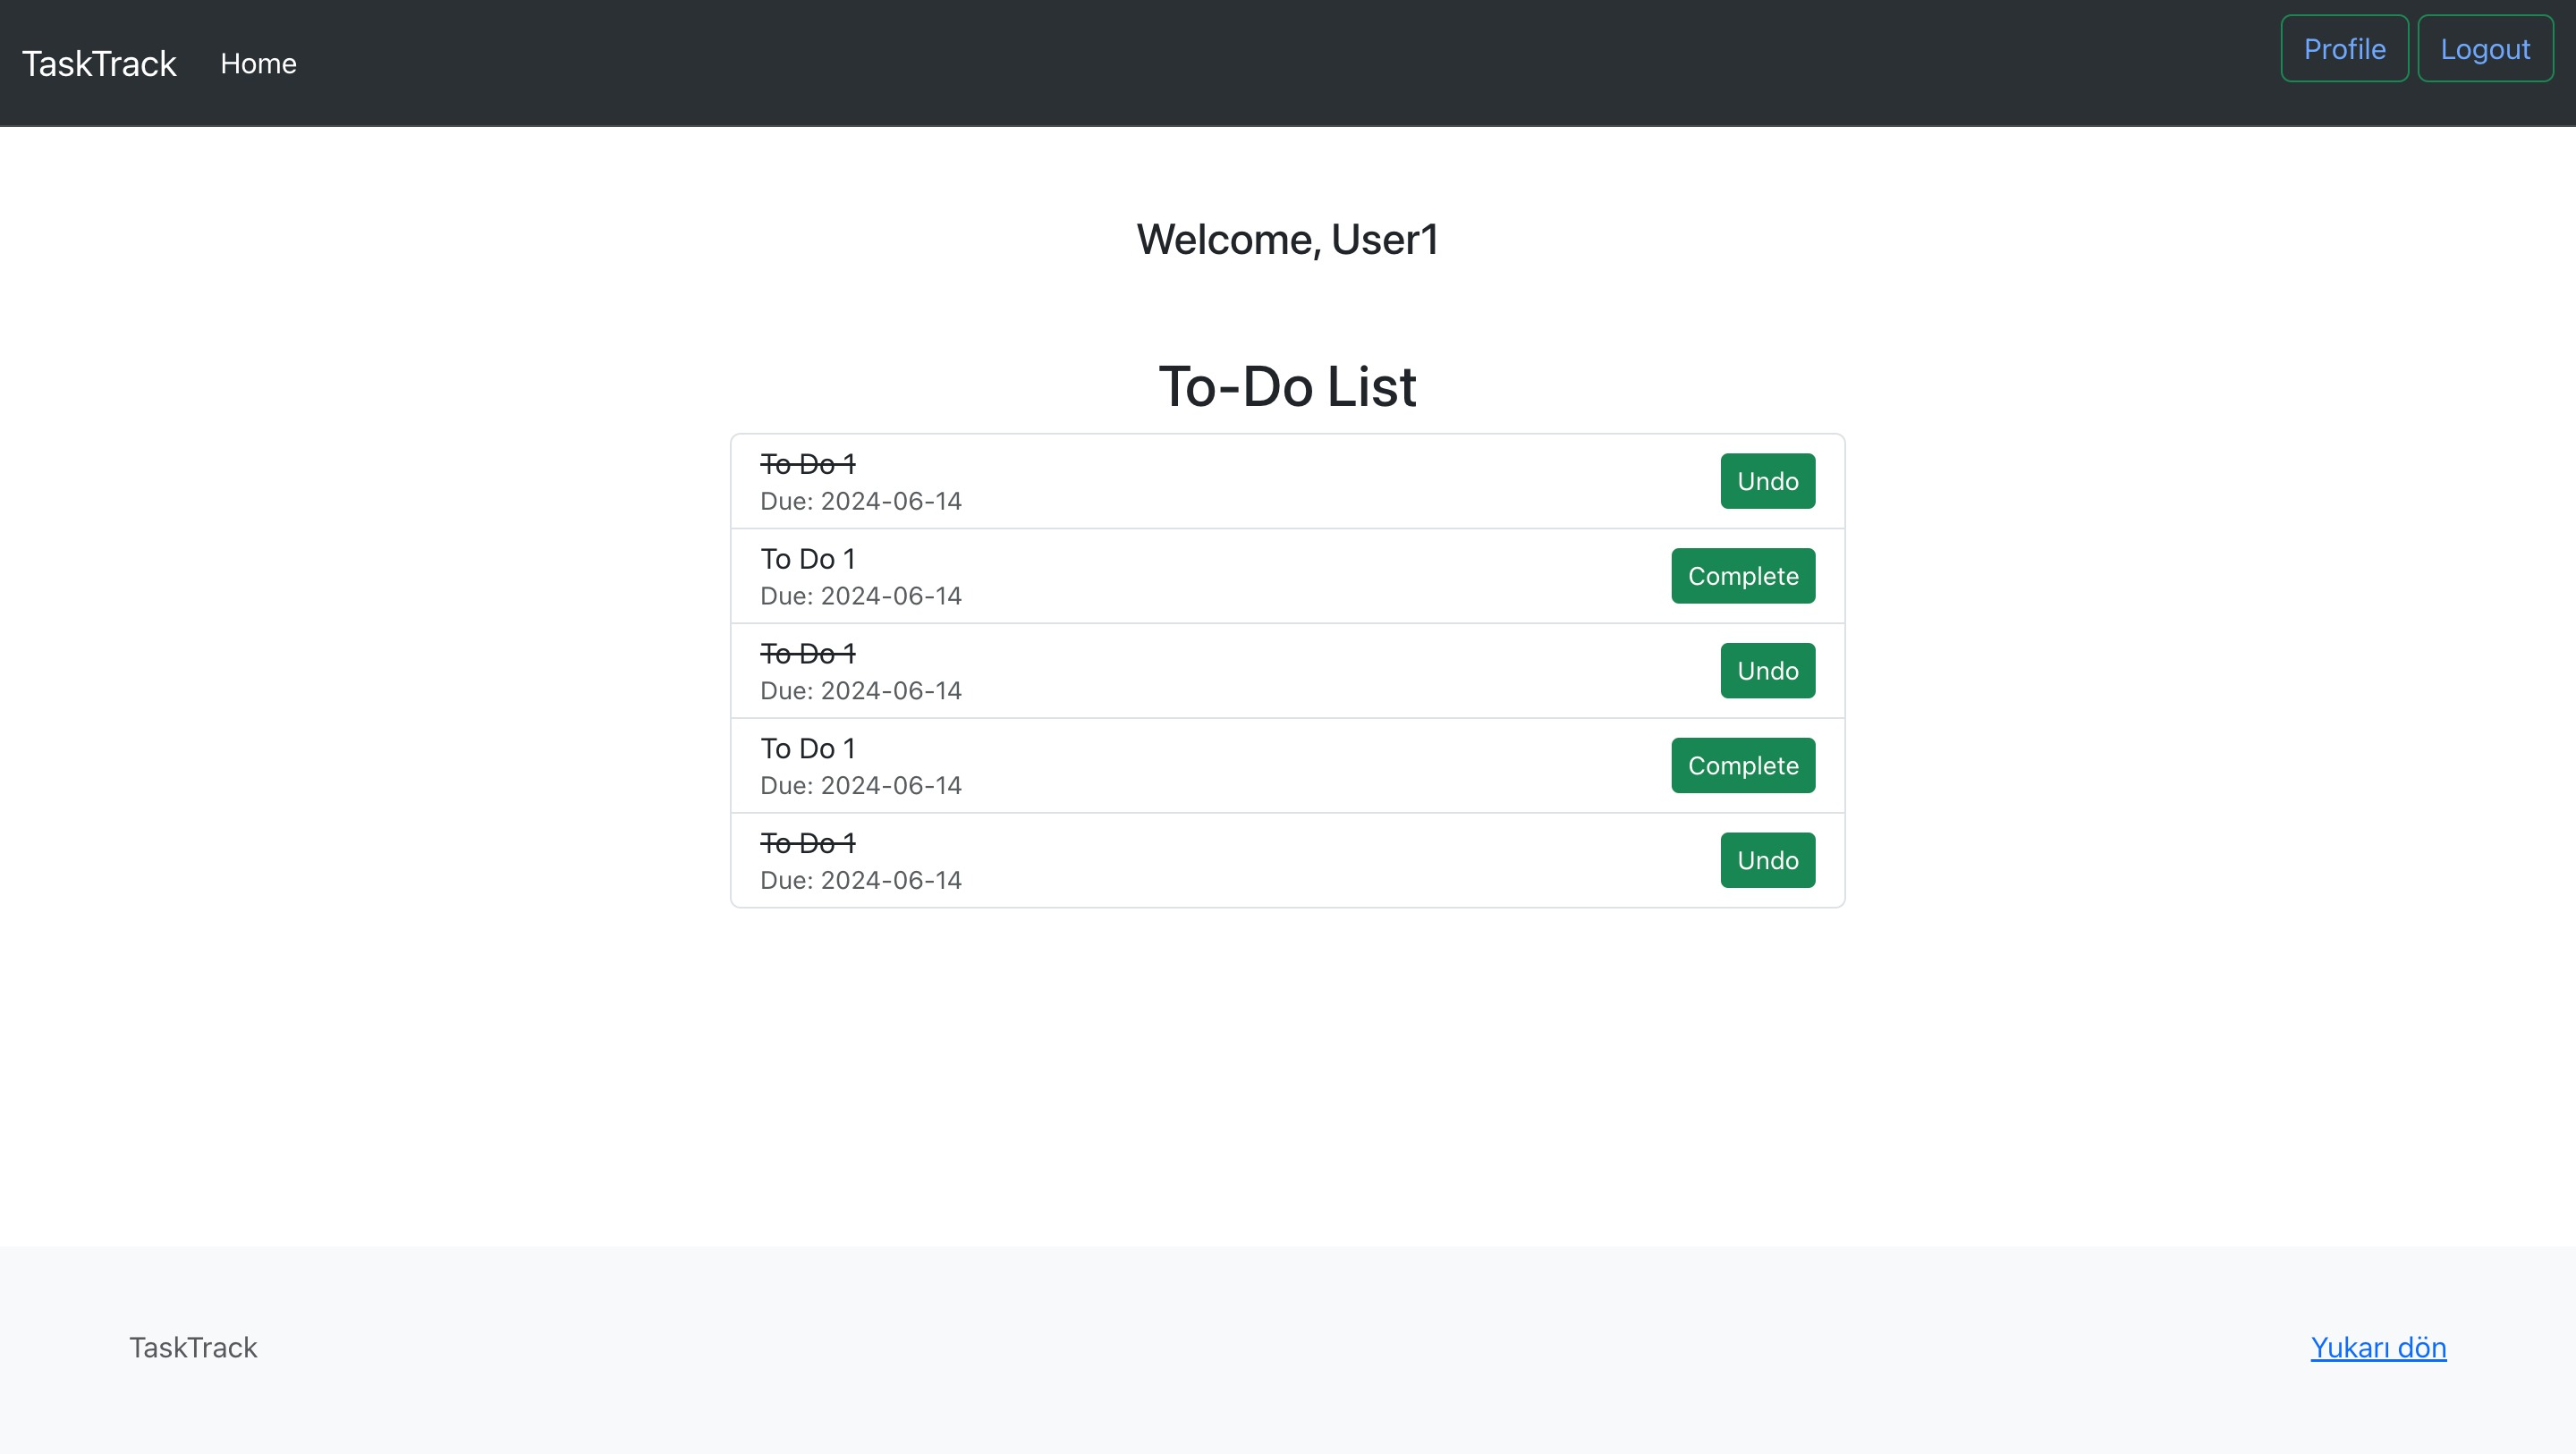 TaskTrack Home Profile Logout
Welcome, User1
To-Do List
To Do 1
Due: 2024-06-14
Undo
To Do 1
Due: 2024-06-14
Complete
To Do 1
Due: 2024-06-14
Undo
To Do 1
Due: 2024-06-14
Complete
To Do 1
Due: 2024-06-14
Undo
TaskTrack
Yukarı dön